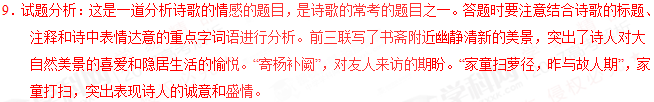 9．试题分析：这是一道分析诗歌的情感的题目，是诗歌的常考的题目之一。答题时要注意结合诗歌的标题、
注释和诗中表情达意的重点字词语进行分析。前三联写了书斋附近幽静清新的美景，突出了诗人对大
自然美景的喜爱和隐居生活的愉悦。“寄杨补阙”，对友人来访的期盼。“家童扫萝径，昨与故人期”，家
童打扫，突出表现诗人的诚意和盛情。